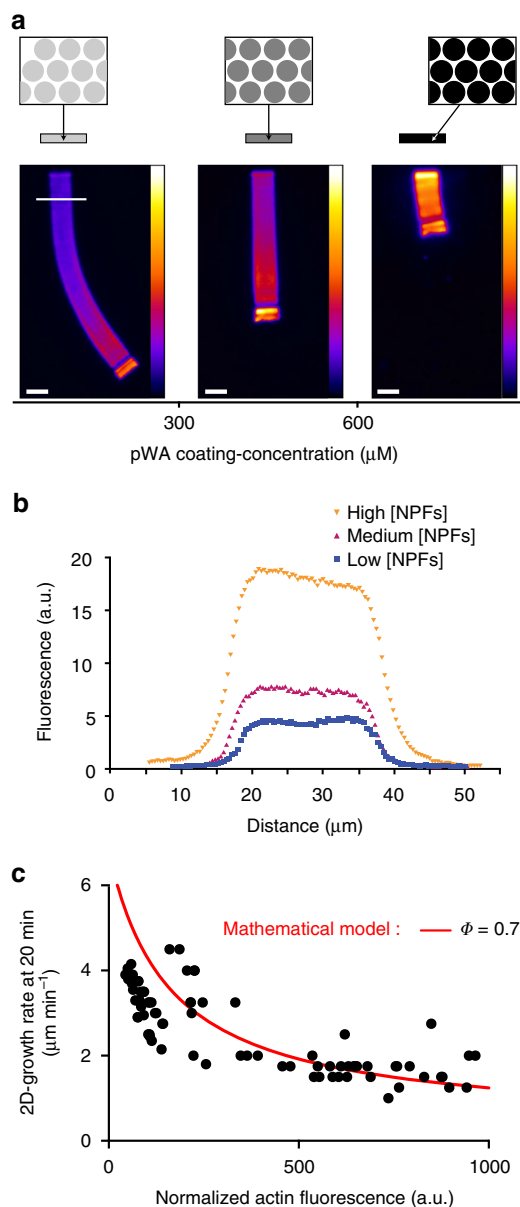 a
300
600
pWA coating-concentration (μM)
b
High [NPFs]
Medium [NPFs]
Low [NPFs]
20
15
10
5
0
Fluorescence (a.u.)
0 10 20 30 40 50
Distance (μm)
c
6
4
2
0
2D-growth rate at 20 min
(μm min⁻¹)
Mathematical model : Φ = 0.7
0 500 1000
Normalized actin fluorescence (a.u.)